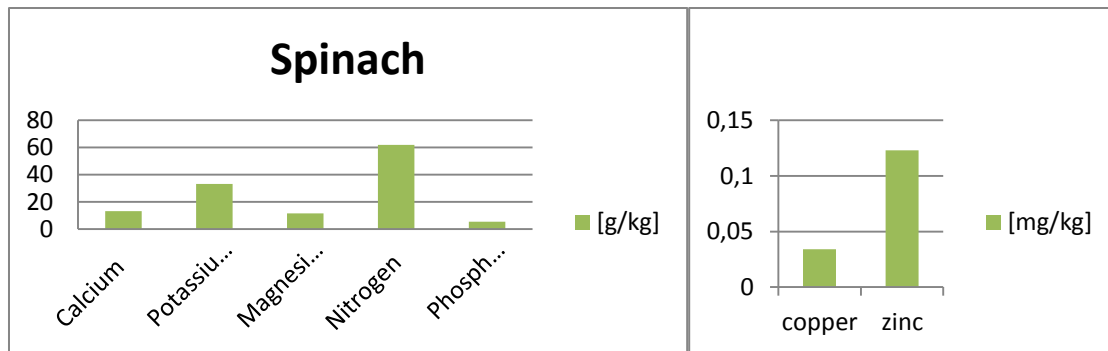 Spinach
80
60
40
20
0
Calcium
Potassiu...
Magnesi...
Nitrogen
Phosph...
[g/kg]
0,15
0,1
0,05
0
copper
zinc
[mg/kg]